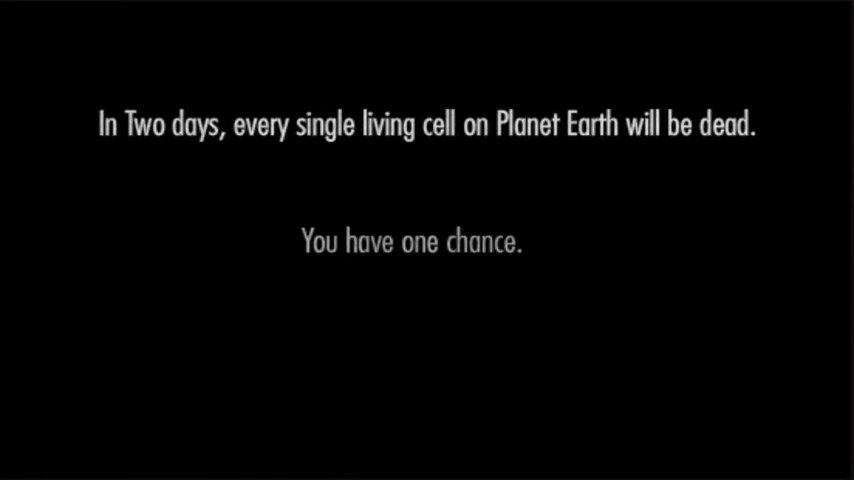 In Two days, every single living cell on Planet Earth will be dead.
You have one chance.